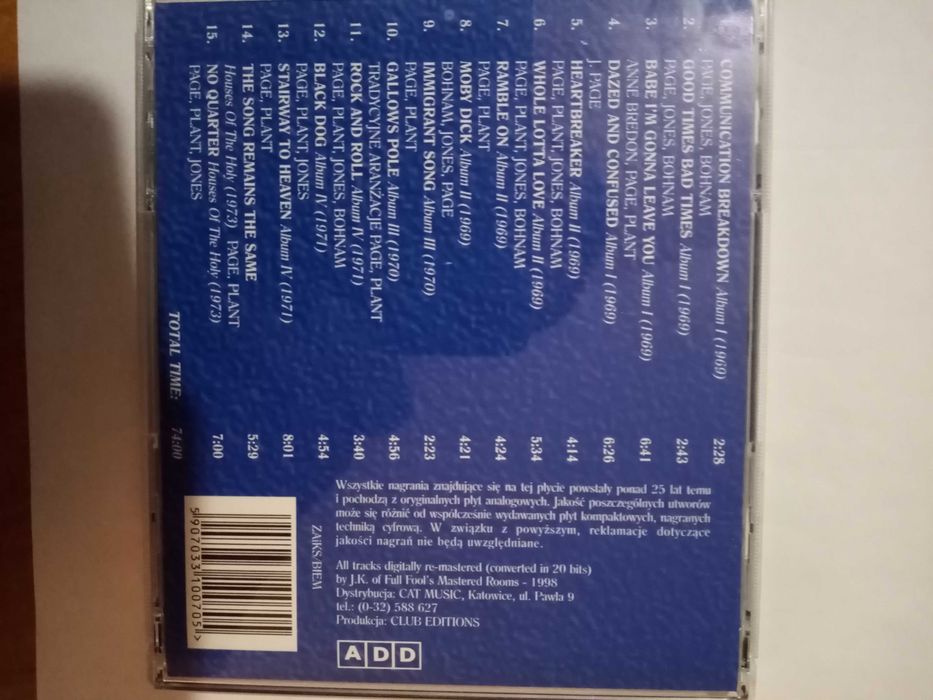 1. COMMUNICATION BREAKDOWN Album I (1969) 2:28
PAGE, JONES, BOHNAM
2. GOOD TIMES BAD TIMES Album I (1969) 2:43
PAGE, JONES, BOHNAM
3. BABE I'M GONNA LEAVE YOU Album I (1969) 6:41
ANNE BREDON, PAGE, PLANT
4. DAZED AND CONFUSED Album I (1969) 6:26
J. PAGE
5. HEARTBREAKER Album II (1969) 4:14
PAGE, PLANT, JONES, BOHNAM
6. WHOLE LOTTA LOVE Album II (1969) 5:34
PAGE, PLANT, JONES, BOHNAM
7. RAMBLE ON Album II (1969) 4:24
PAGE, PLANT
8. MOBY DICK Album II (1969) 4:21
BOHNAM, JONES, PAGE
9. IMMIGRANT SONG Album III (1970) 2:23
PAGE, PLANT
10. GALLOWS POLE Album III (1970) 4:56
TRADYCYJNE ARANŻACJE PAGE, PLANT
11. ROCK AND ROLL Album IV (1971) 3:40
PAGE, PLANT, JONES, BOHNAM
12. BLACK DOG Album IV (1971) 4:54
PAGE, PLANT, JONES
13. STAIRWAY TO HEAVEN Album IV (1971) 8:01
PAGE, PLANT
14. THE SONG REMAINS THE SAME 5:29
Houses Of The Holy (1973) PAGE, PLANT
15. NO QUARTER Houses Of The Holy (1973) 7:00
PAGE, PLANT JONES
TOTAL TIME: 74:00
Wszystkie nagrania znajdujące się na tej płycie powstały ponad 25 lat temu
i pochodzą z oryginalnych płyt analogowych. Jakość poszczególnych utworów
może się różnić od współcześnie wydawanych płyt kompaktowych, nagranych
techniką cyfrową. W związku z powyższym, reklamacje dotyczące
jakości nagrań nie będą uwzględniane.
All tracks digitally re-mastered (converted in 20 bits)
by J.K. of Full Fool's Mastered Rooms - 1998
Dystrybucja: CAT MUSIC, Katowice, ul. Pawła 9
tel.: (0-32) 588 627
Produkcja: CLUB EDITIONS
ADD
ZAiKS/BIEM
5907033100705>